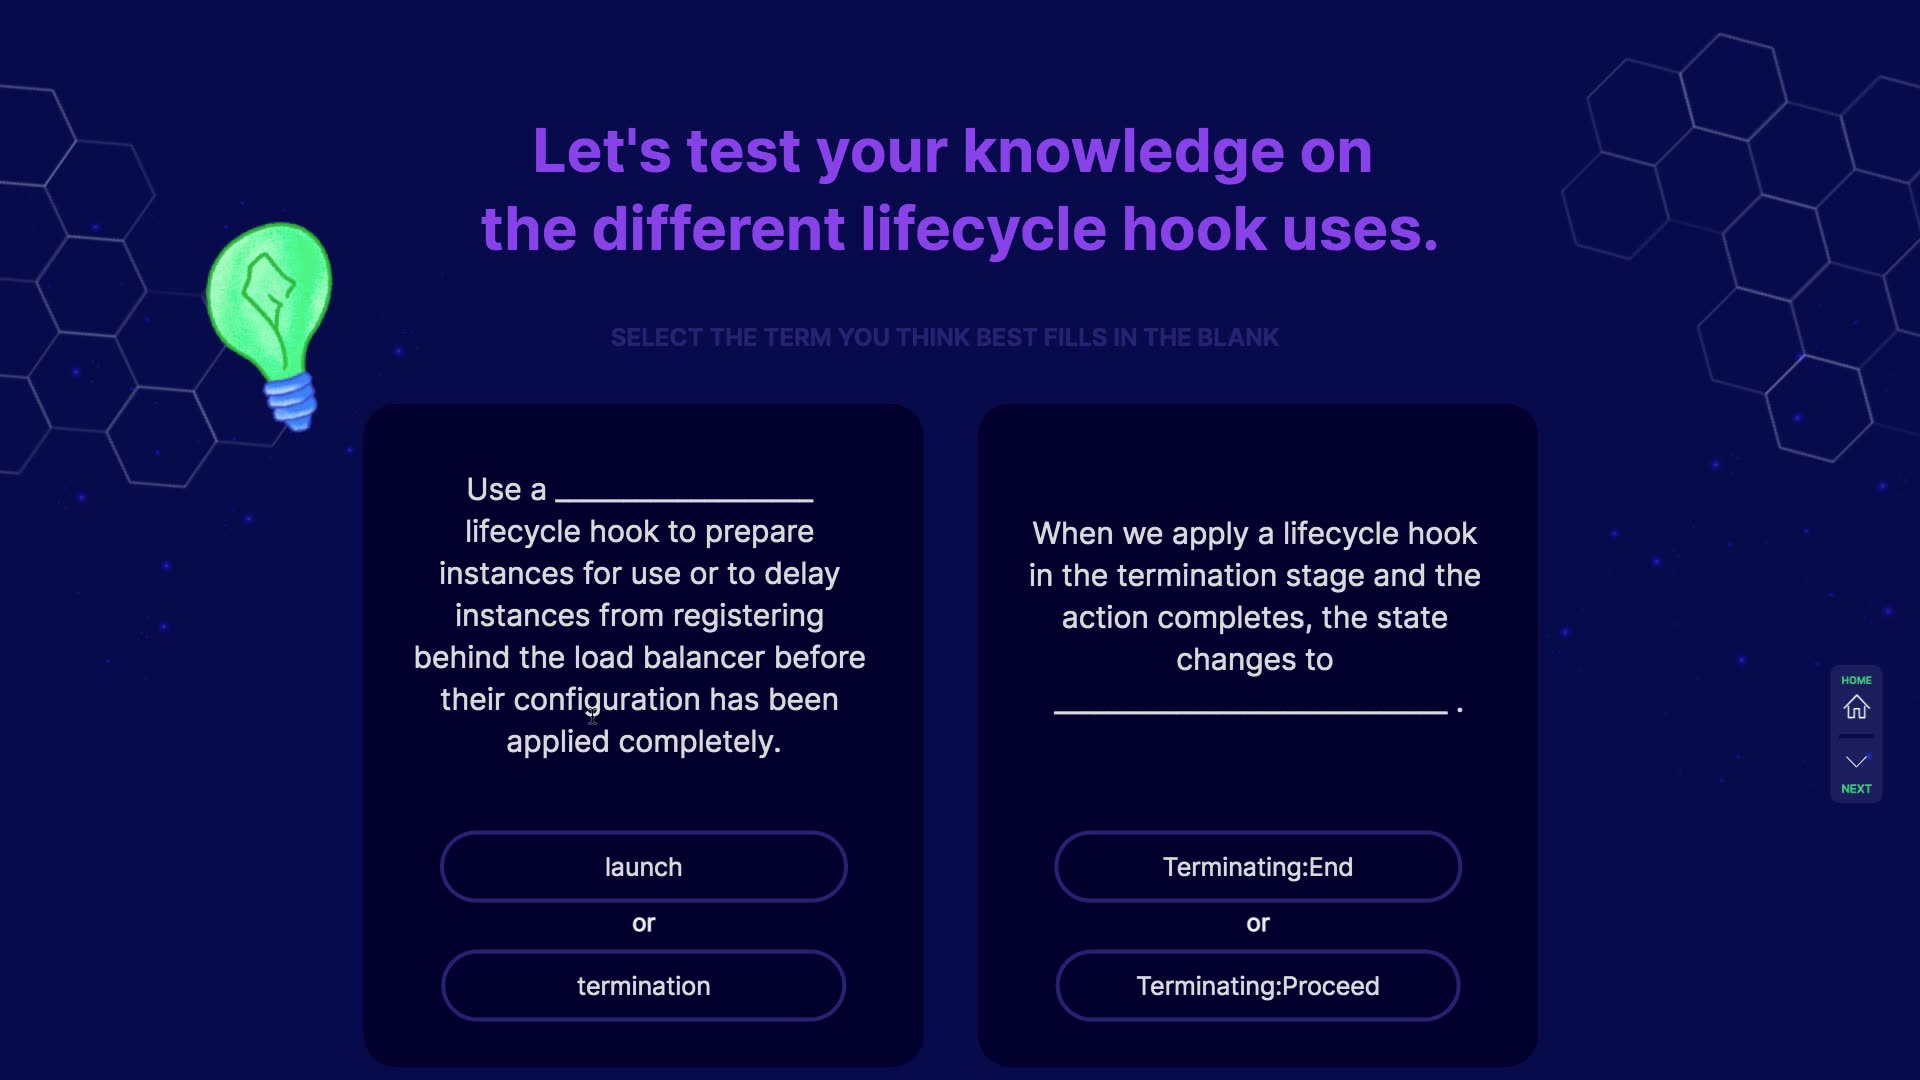 Let's test your knowledge on
the different lifecycle hook uses.
SELECT THE TERM YOU THINK BEST FILLS IN THE BLANK
Use a ________________
lifecycle hook to prepare
instances for use or to delay
instances from registering
behind the load balancer before
their configuration has been
applied completely.
launch
or
termination
When we apply a lifecycle hook
in the termination stage and the
action completes, the state
changes to
________________________ .
Terminating:End
or
Terminating:Proceed
HOME
NEXT